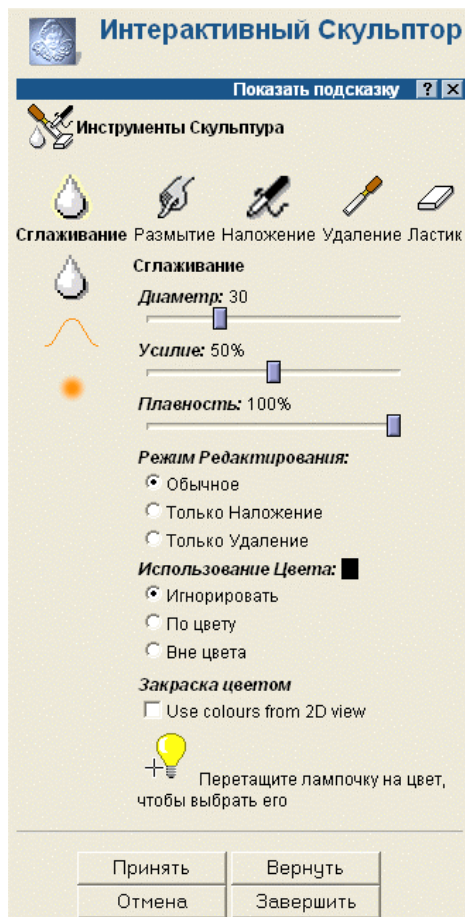 Интерактивный Скульптор
Показать подсказку
Инструменты Скульптура
Сглаживание Размытие Наложение Удаление Ластик
Сглаживание
Диаметр: 30
Усилие: 50%
Плавность: 100%
Режим Редактирования:
Обычное
Только Наложение
Только Удаление
Использование Цвета:
Игнорировать
По цвету
Вне цвета
Закраска цветом
Use colours from 2D view
Перетащите лампочку на цвет,
чтобы выбрать его
Принять Вернуть
Отмена Завершить